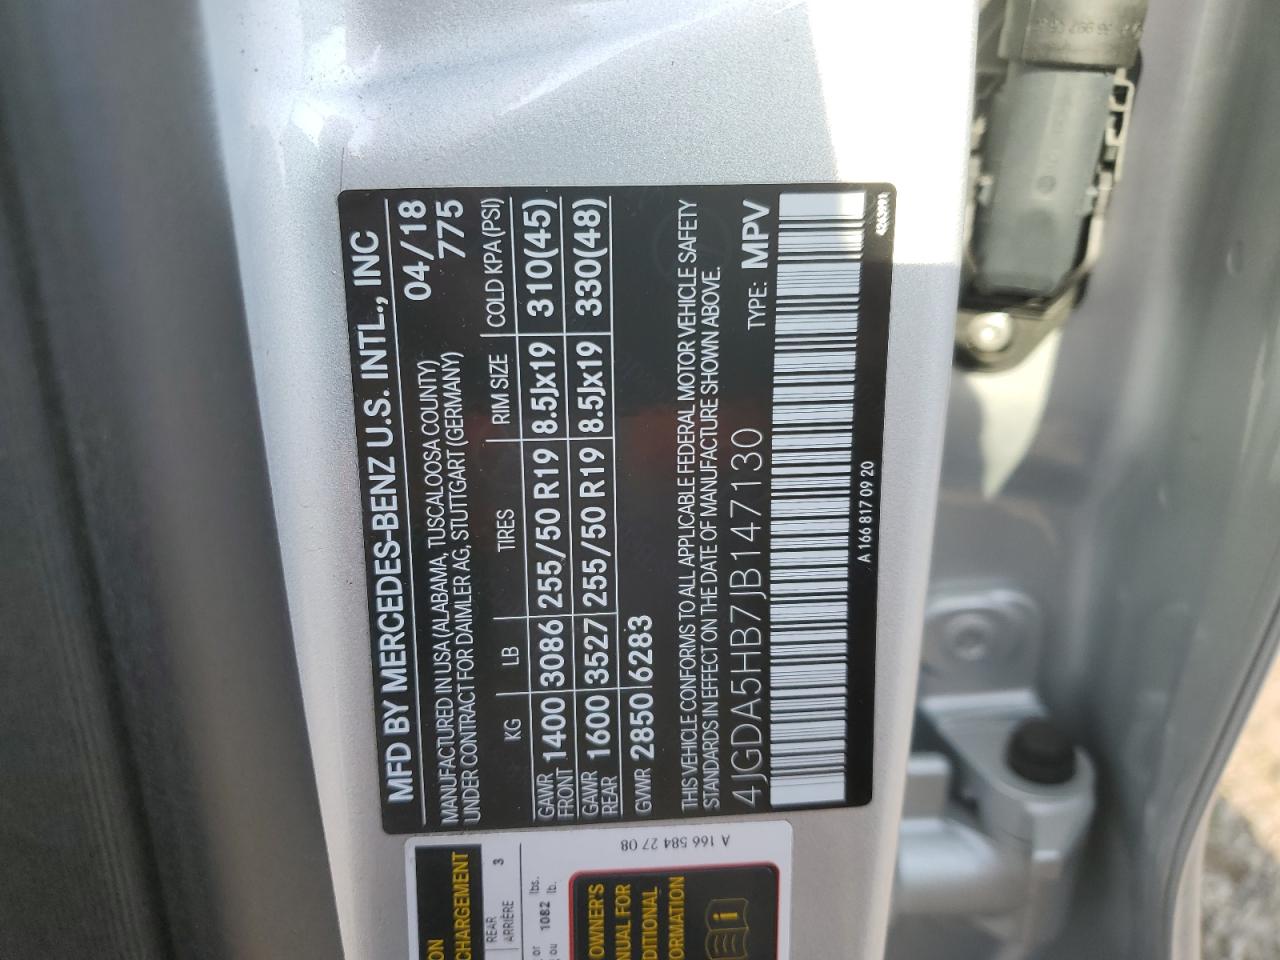 MFD BY MERCEDES-BENZ U.S. INTL., INC
04/18
MANUFACTURED IN USA (ALABAMA, TUSCALOOSA COUNTY)
775
UNDER CONTRACT FOR DAIMLER AG, STUTTGART (GERMANY)
KG LB TIRES RIM SIZE COLD KPA (PSI)
GAWR FRONT 1400 3086 255/50 R19 8.5Jx19 310(45)
GAWR REAR 1600 3527 255/50 R19 8.5Jx19 330(48)
GVWR 2850 6283
THIS VEHICLE CONFORMS TO ALL APPLICABLE FEDERAL MOTOR VEHICLE SAFETY
STANDARDS IN EFFECT ON THE DATE OF MANUFACTURE SHOWN ABOVE.
4JGDA5HB7JB147130 TYPE: MPV
A 166 817 09 20
A 166 584 27 08
CHARGEMENT
REAR
ARRIÈRE
3
or
ou
1082
lbs.
lb.
OWNER'S
FOR